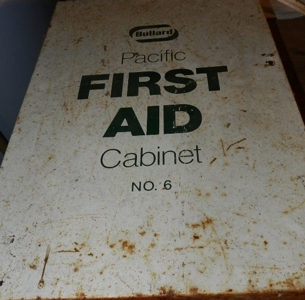 Bullard
Pacific
FIRST
AID
Cabinet
NO. 6